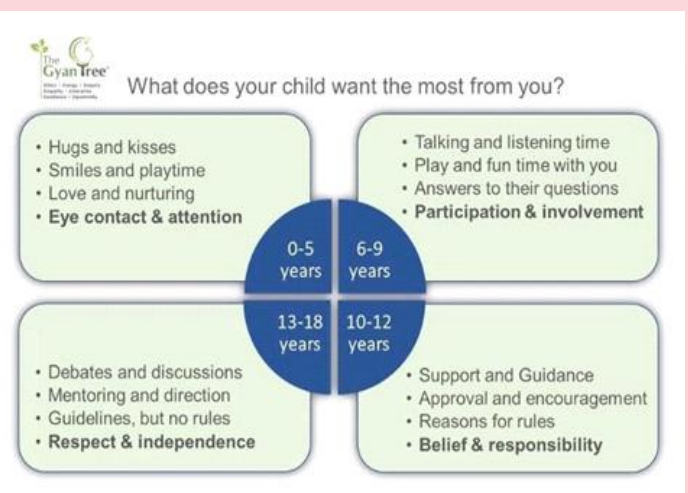 The
Gyan Tree
What does your child want the most from you?
• Hugs and kisses
• Smiles and playtime
• Love and nurturing
• Eye contact & attention
• Talking and listening time
• Play and fun time with you
• Answers to their questions
• Participation & involvement
0-5
years
6-9
years
13-18
years
10-12
years
• Debates and discussions
• Mentoring and direction
• Guidelines, but no rules
• Respect & independence
• Support and Guidance
• Approval and encouragement
• Reasons for rules
• Belief & responsibility